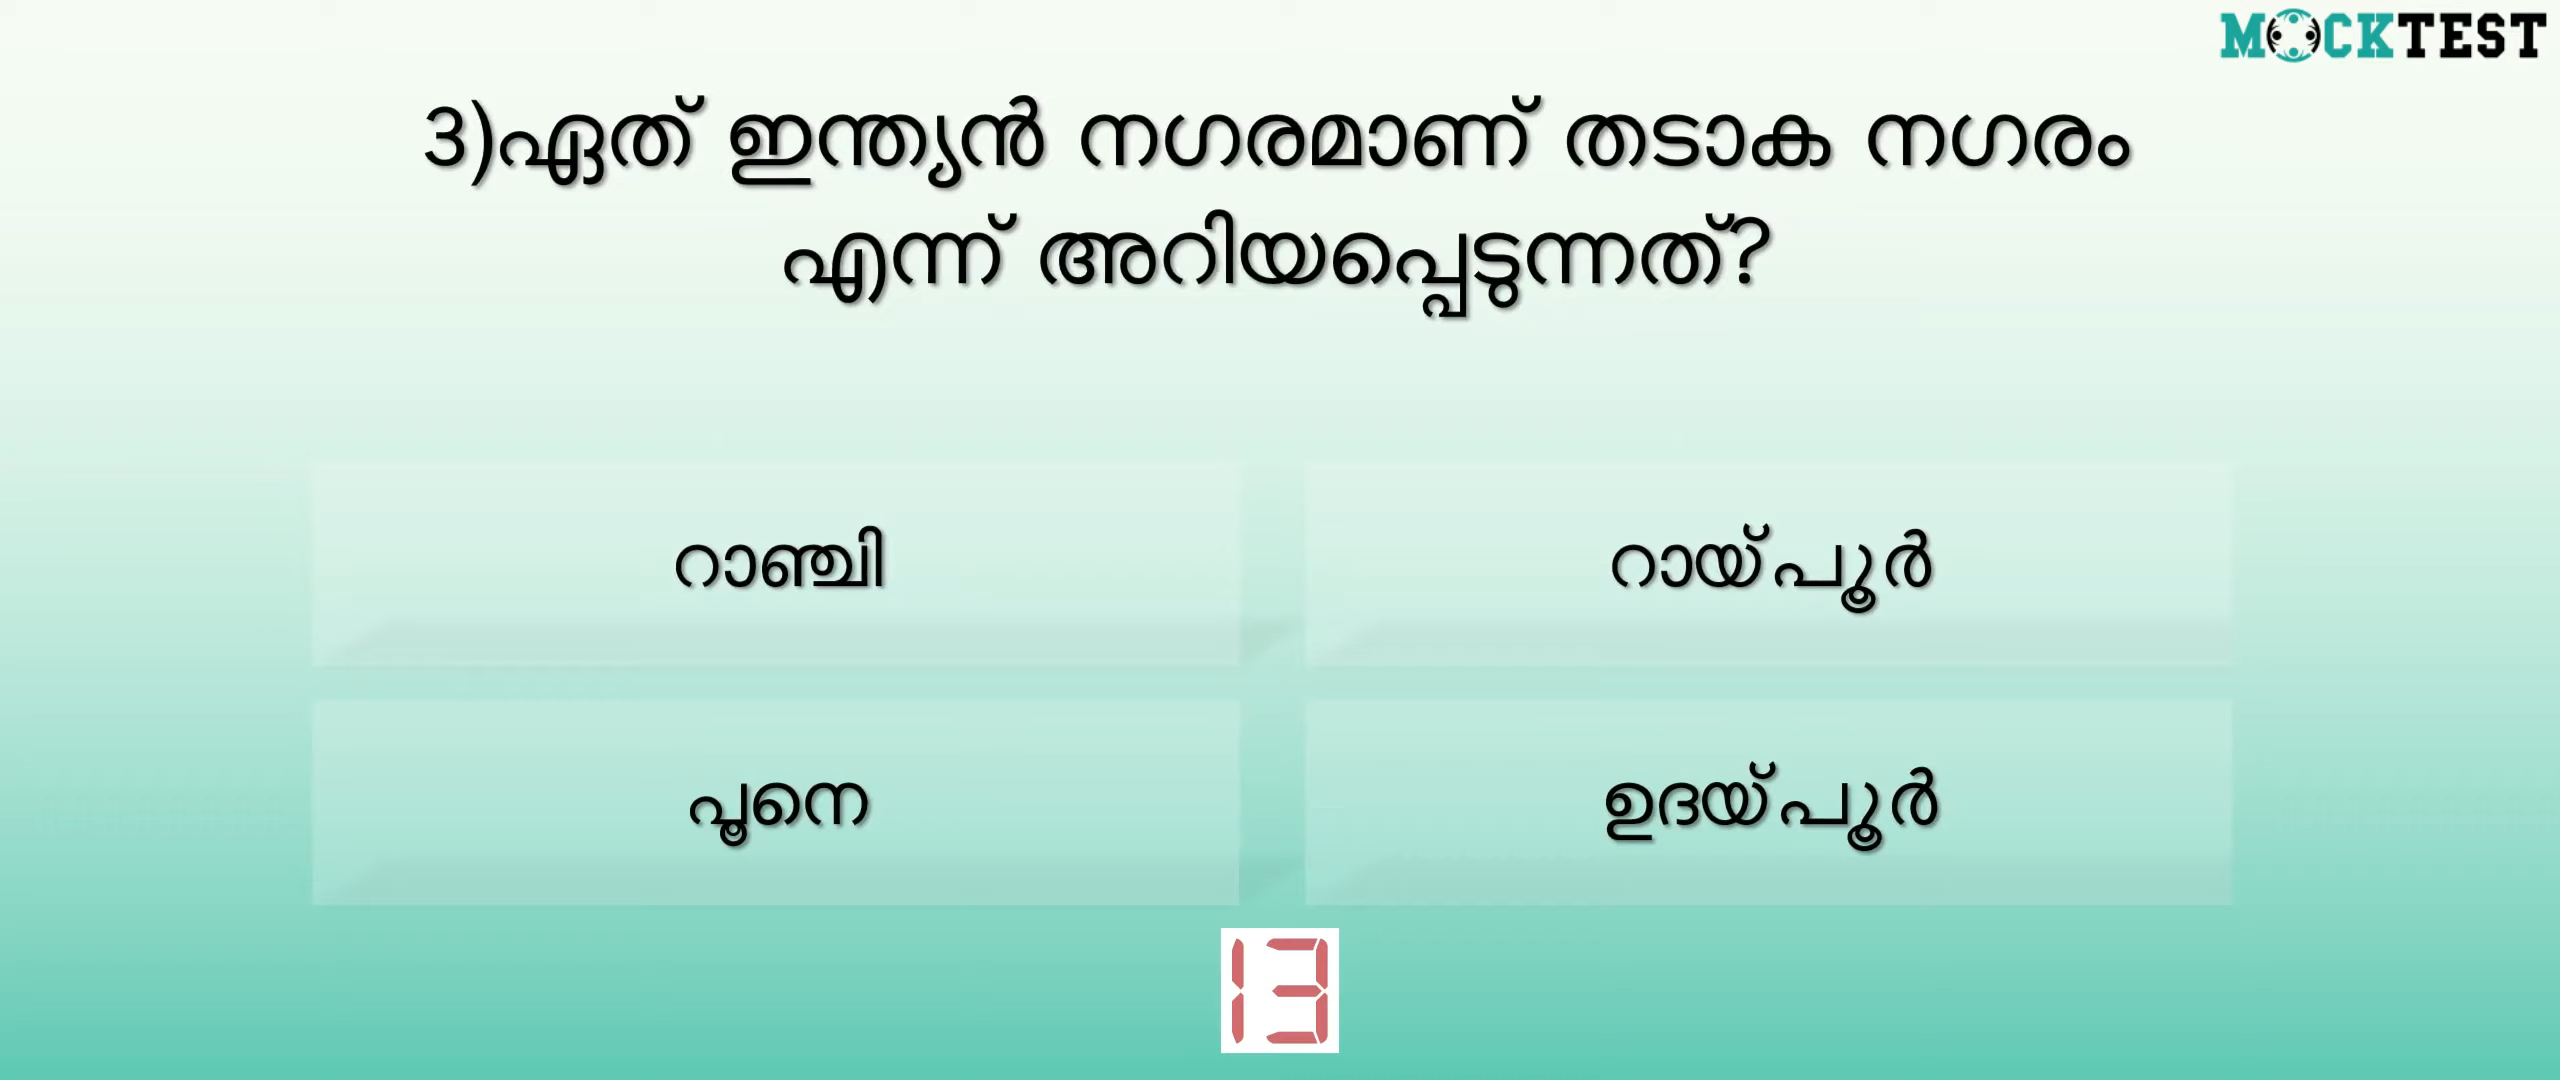 MOCKTEST
3)ഏത് ഇന്ത്യൻ നഗരമാണ് തടാക നഗരം
എന്ന് അറിയപ്പെടുന്നത്?
റാഞ്ചി
റായ്പൂർ
പൂനെ
ഉദയ്പൂർ
13